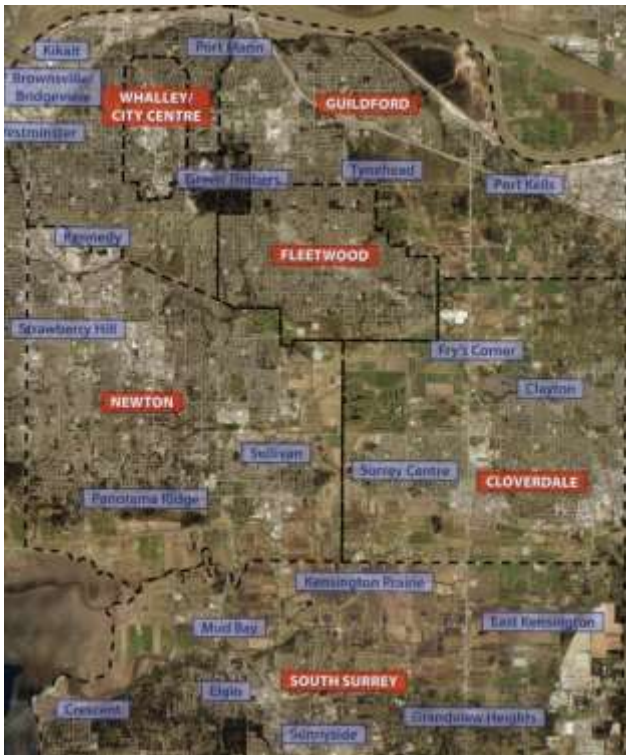 Kikait
Port Mann
Brownsville/
Bridgeview
WHALLEY/
CITY CENTRE
GUILDFORD
Westminster
Green Timbers
Tynehead
Port Kells
Kennedy
FLEETWOOD
Strawberry Hill
Fry's Corner
Clayton
NEWTON
Sullivan
Surrey Centre
CLOVERDALE
Panorama Ridge
Kensington Prairie
Mud Bay
East Kensington
SOUTH SURREY
Elgin
Crescent
Grandview Heights
Sunnyside